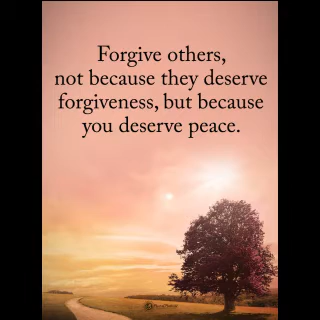 Forgive others,
not because they deserve
forgiveness, but because
you deserve peace.